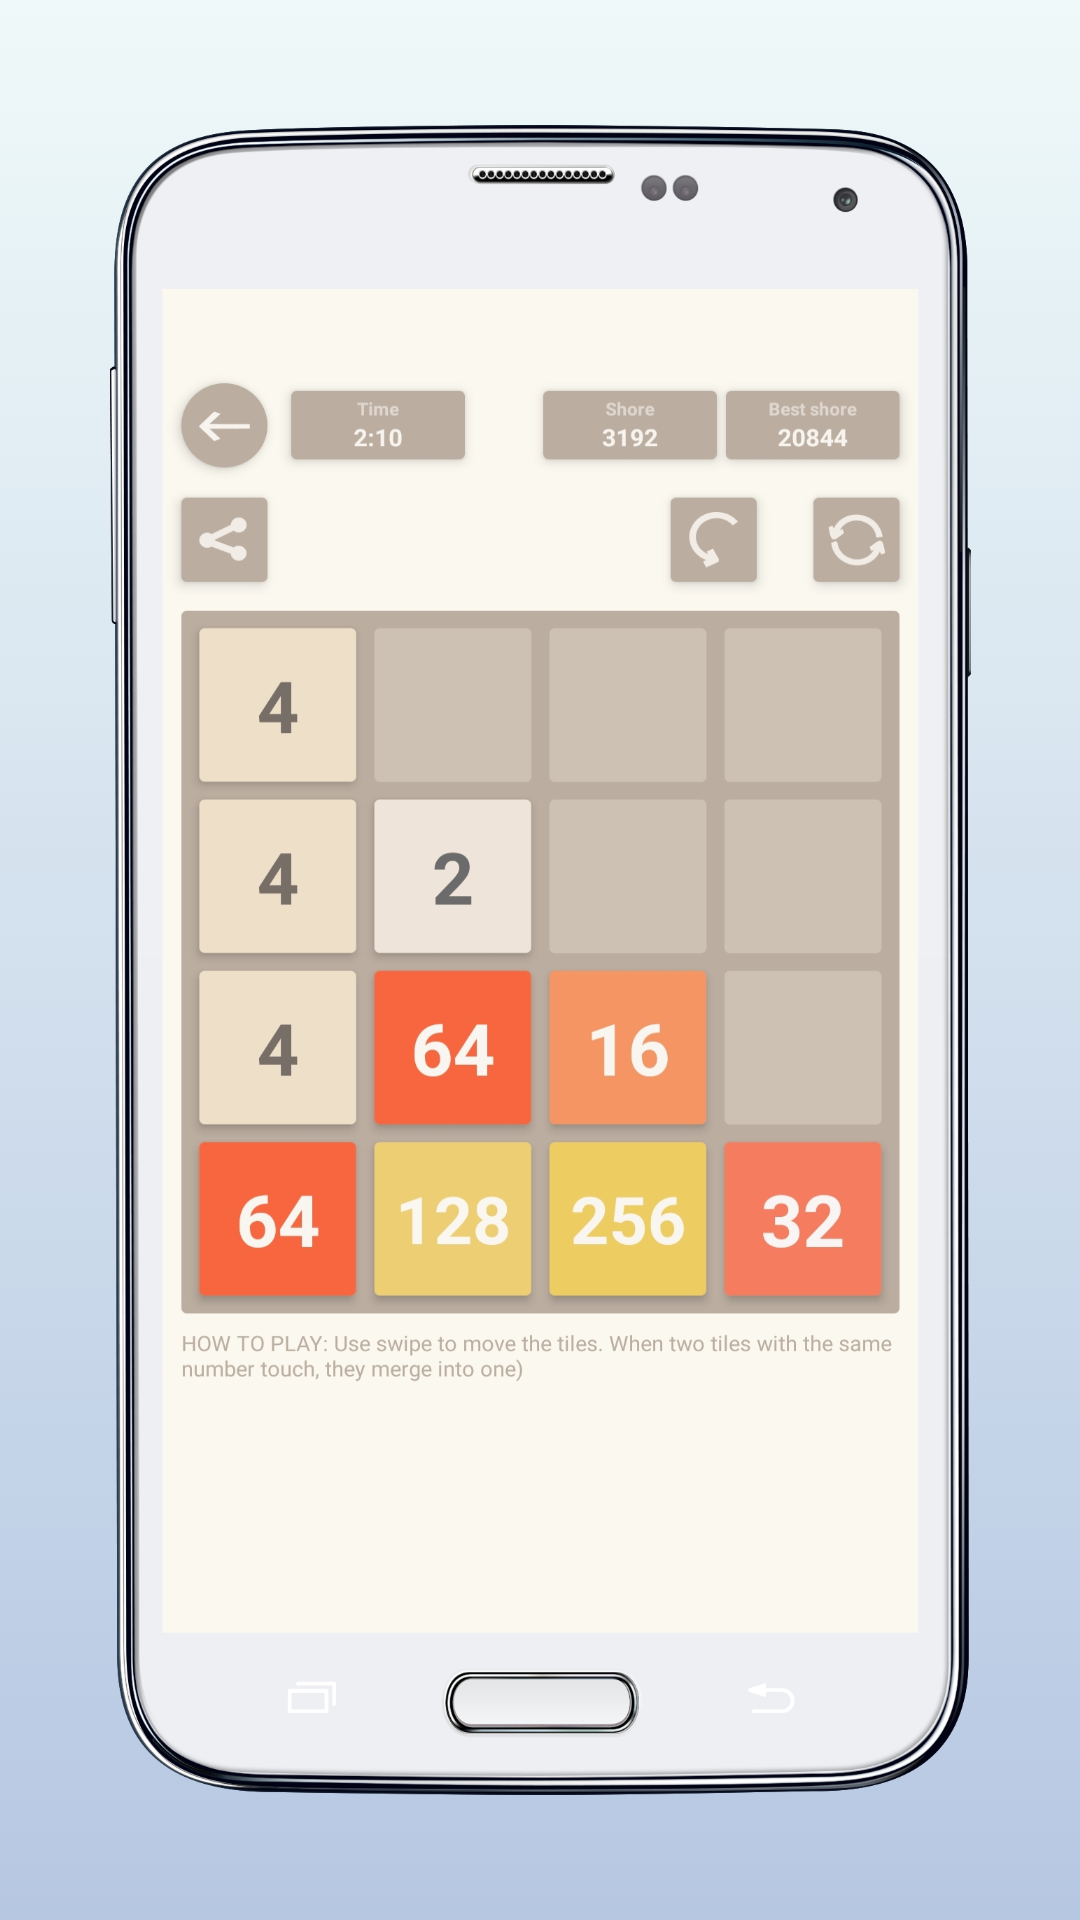 Time
2:10
Shore
3192
Best shore
20844
4
4 2
4 64 16
64 128 256 32
HOW TO PLAY: Use swipe to move the tiles. When two tiles with the same
number touch, they merge into one)